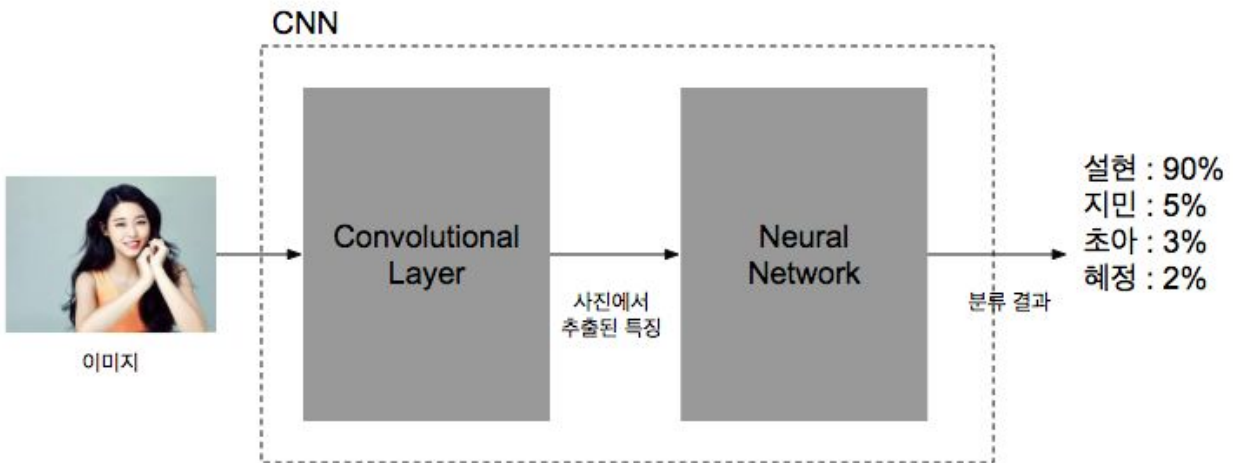 CNN
이미지
Convolutional
Layer
사진에서
추출된 특징
Neural
Network
분류 결과
설현 : 90%
지민 : 5%
초아 : 3%
혜정 : 2%